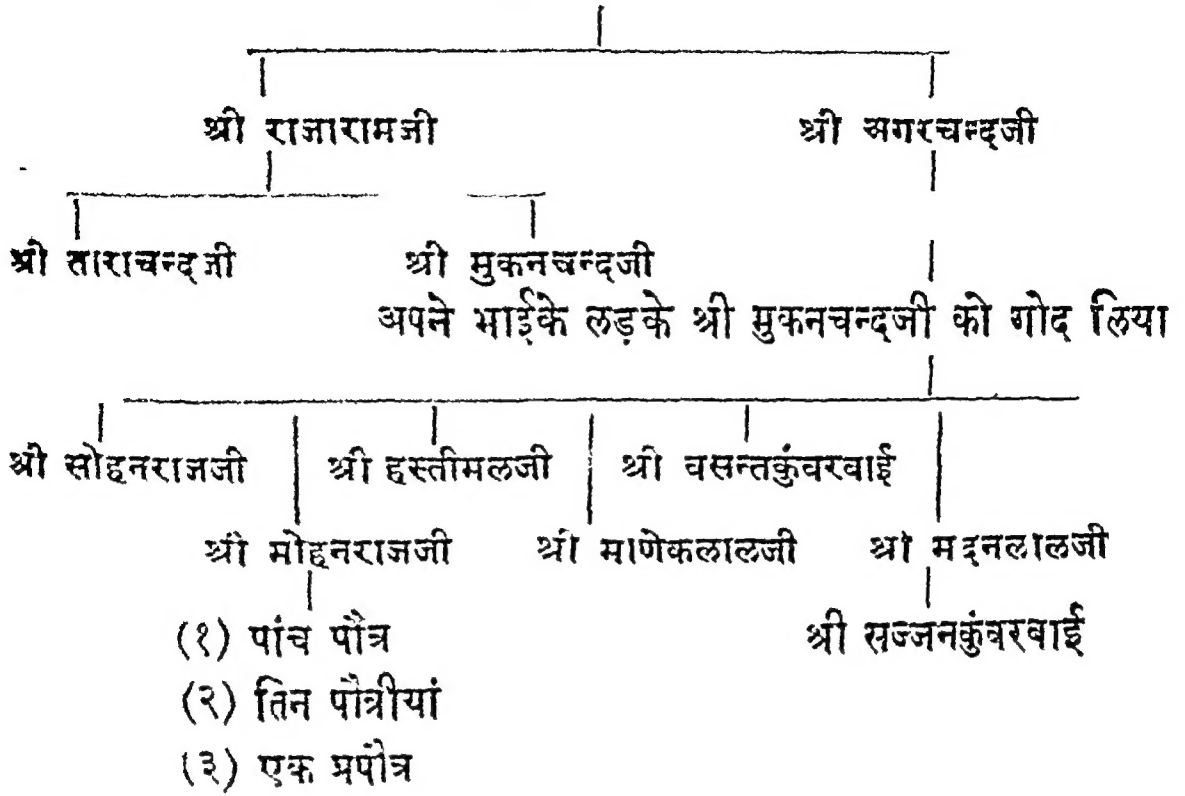 श्री राजारामजी श्री अगरचन्दजी
श्री ताराचन्दजी श्री मुकनचन्दजी
अपने भाईके लड़के श्री मुकनचन्दजी को गोद लिया
श्री सोहनराजजी श्री हस्तीमलजी श्री वसन्तकुंवरबाई
श्री मोहनराजजी श्री माणेकलालजी श्री मदनलालजी
(१) पांच पौत्र श्री सज्जनकुंवरबाई
(२) तिन पौत्रीयां
(३) एक प्रपौत्र